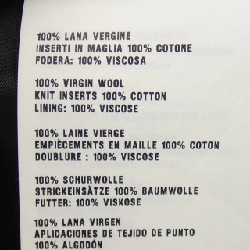 100% LANA VERGINE
INSERTI IN MAGLIA 100% COTONE
FODERA: 100% VISCOSA
100% VIRGIN WOOL
KNIT INSERTS 100% COTTON
LINING: 100% VISCOSE
100% LAINE VIERGE
EMPIÈCEMENTS EN MAILLE 100% COTON
DOUBLURE : 100% VISCOSE
100% SCHURWOLLE
STRICKEINSÄTZE 100% BAUMWOLLE
FUTTER: 100% VISKOSE
100% LANA VIRGEN
APLICACIONES DE TEJIDO DE PUNTO
100% ALGODÓN